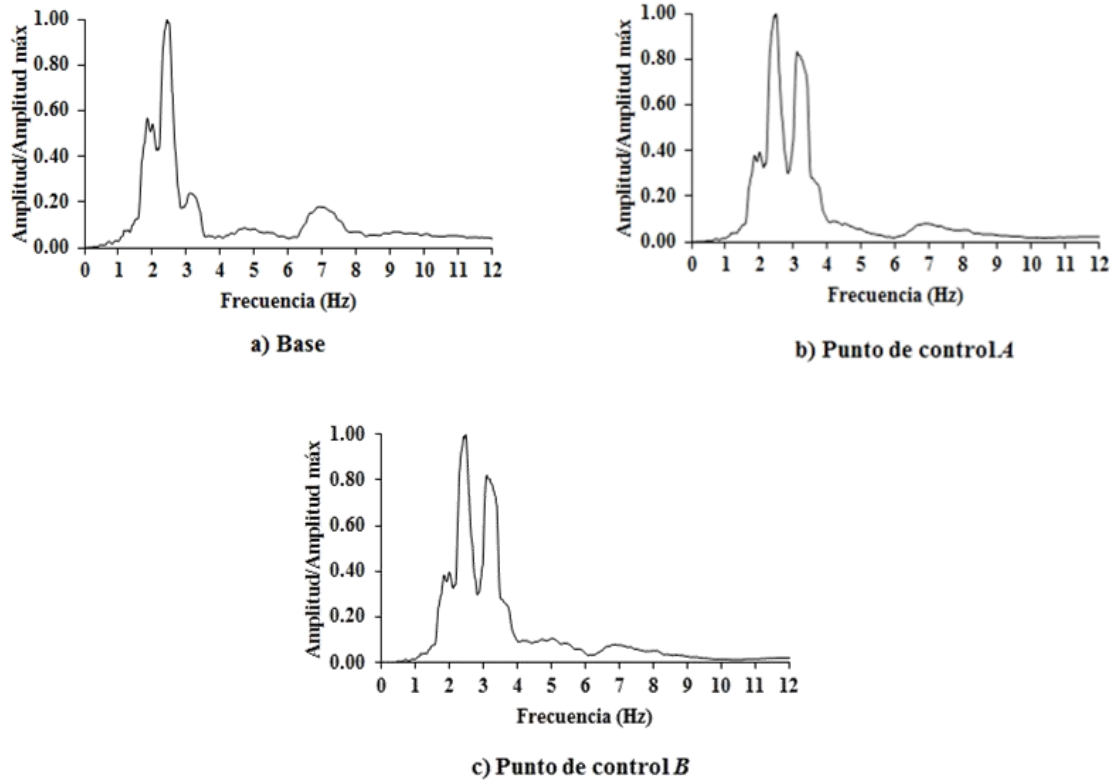 Amplitud/Amplitud máx
1.00
0.80
0.60
0.40
0.20
0.00
0 1 2 3 4 5 6 7 8 9 10 11 12
Frecuencia (Hz)
a) Base
Amplitud/Amplitud máx
1.00
0.80
0.60
0.40
0.20
0.00
0 1 2 3 4 5 6 7 8 9 10 11 12
Frecuencia (Hz)
b) Punto de control A
Amplitud/Amplitud máx
1.00
0.80
0.60
0.40
0.20
0.00
0 1 2 3 4 5 6 7 8 9 10 11 12
Frecuencia (Hz)
c) Punto de control B